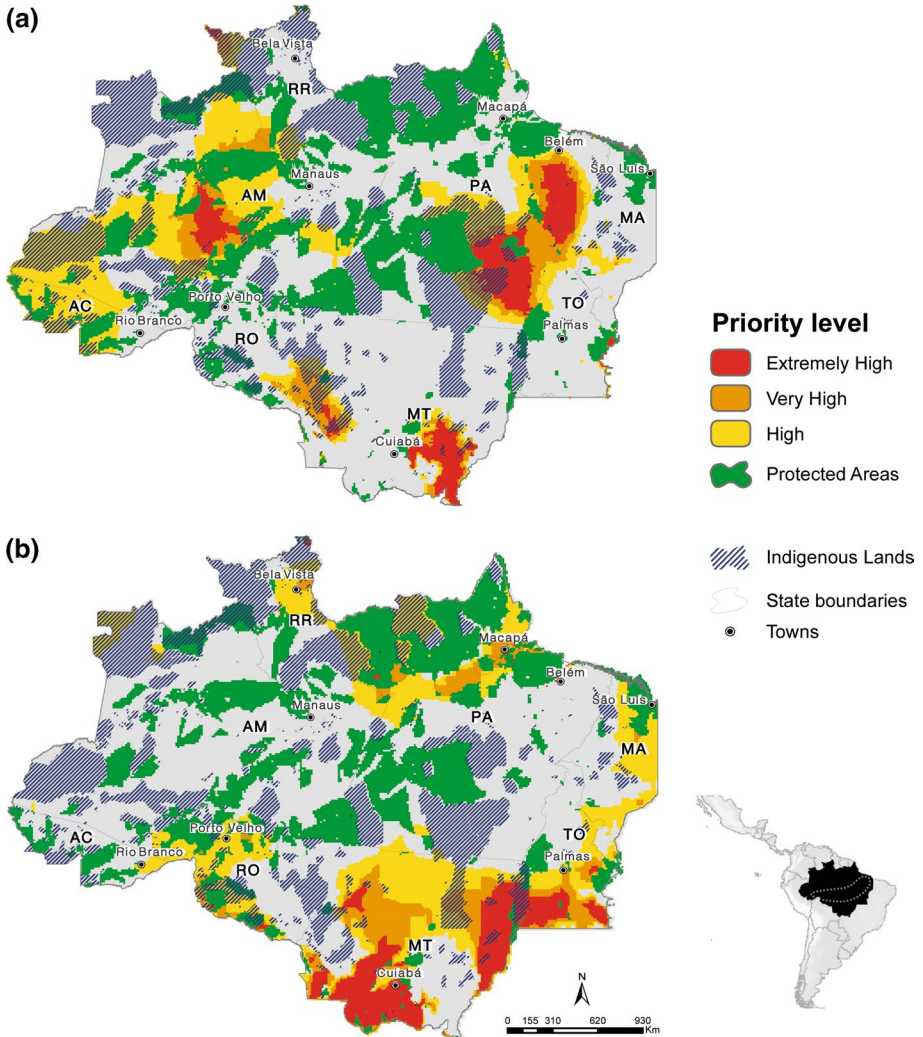 (a)
Bela Vista
RR
Macapá
Belém
São Luís
Manaus
PA
AM
MA
Porto Velho
TO
AC
Rio Branco
Palmas
RO
MT
Cuiabá
Priority level
Extremely High
Very High
High
Protected Areas
Indigenous Lands
State boundaries
Towns
(b)
Bela Vista
RR
Macapá
Belém
São Luís
Manaus
PA
AM
MA
Porto Velho
AC
TO
Rio Branco
Palmas
RO
MT
Cuiabá
N
0 155 310 620 930
Km